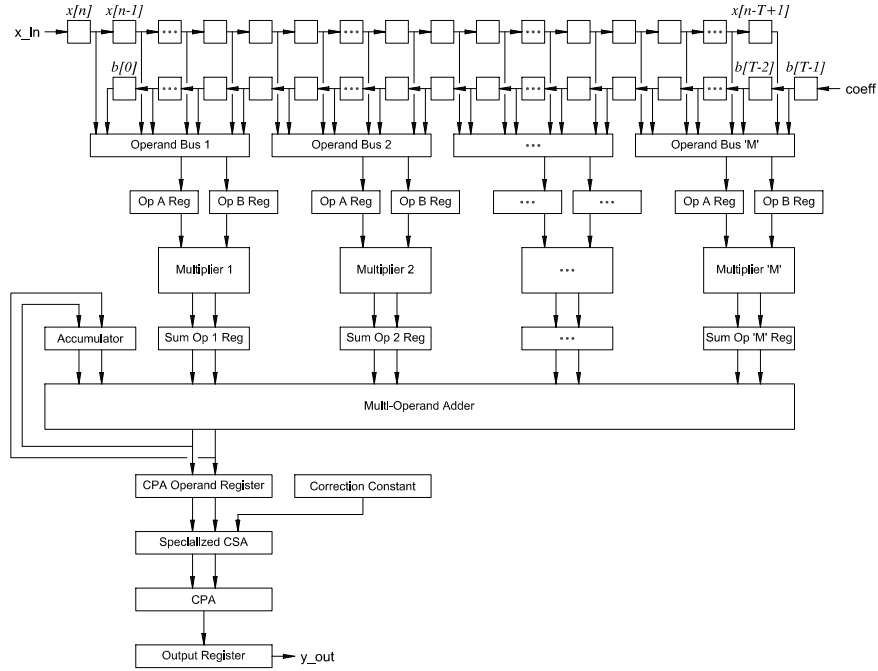 x[n] x[n-1] x[n-T+1]
x_in ... ... ...
b[0] b[T-2] b[T-1]
... ... ... coeff
Operand Bus 1 Operand Bus 2 ... Operand Bus 'M'
Op A Reg Op B Reg Op A Reg Op B Reg ... ... Op A Reg Op B Reg
Multiplier 1 Multiplier 2 ... Multiplier 'M'
Accumulator Sum Op 1 Reg Sum Op 2 Reg ... Sum Op 'M' Reg
Multi-Operand Adder
CPA Operand Register Correction Constant
Specialized CSA
CPA
Output Register y_out